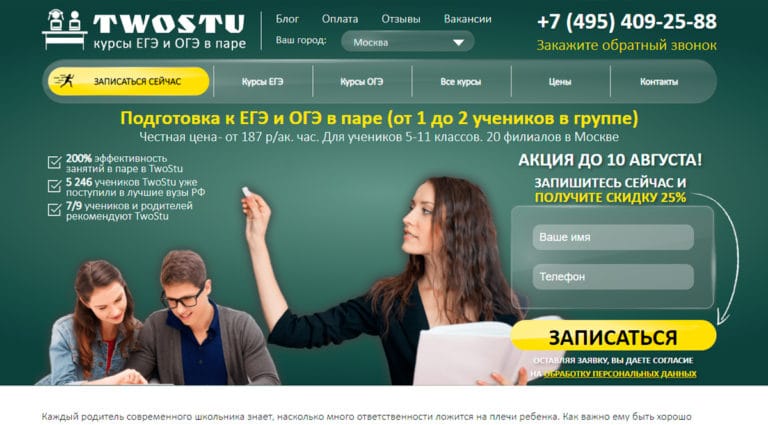 TWOSTU
курсы ЕГЭ и ОГЭ в паре
Блог Оплата Отзывы Вакансии
Ваш город: Москва
+7 (495) 409-25-88
Закажите обратный звонок
ЗАПИСАТЬСЯ СЕЙЧАС Курсы ЕГЭ Курсы ОГЭ Все курсы Цены Контакты
Подготовка к ЕГЭ и ОГЭ в паре (от 1 до 2 учеников в группе)
Честная цена- от 187 р/ак. час. Для учеников 5-11 классов. 20 филиалов в Москве
200% эффективность
занятий в паре в TwoStu
5 246 учеников TwoStu уже
поступили в лучшие вузы РФ
7/9 учеников и родителей
рекомендуют TwoStu
АКЦИЯ ДО 10 АВГУСТА!
ЗАПИШИТЕСЬ СЕЙЧАС И
ПОЛУЧИТЕ СКИДКУ 25%
Ваше имя
Телефон
ЗАПИСАТЬСЯ
ОСТАВЛЯЯ ЗАЯВКУ, ВЫ ДАЕТЕ СОГЛАСИЕ
НА ОБРАБОТКУ ПЕРСОНАЛЬНЫХ ДАННЫХ
Каждый родитель современного школьника знает, насколько много ответственности ложится на плечи ребенка. Как важно ему быть хорошо